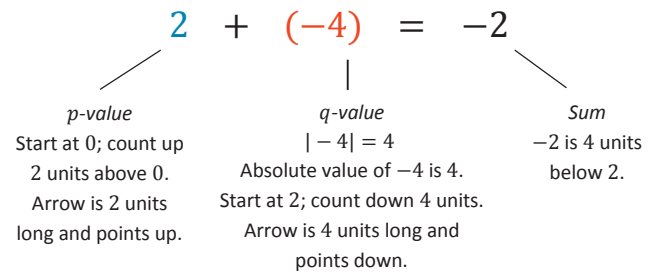 2 + (−4) = −2
p-value
Start at 0; count up
2 units above 0.
Arrow is 2 units
long and points up.
q-value
| − 4| = 4
Absolute value of −4 is 4.
Start at 2; count down 4 units.
Arrow is 4 units long and
points down.
Sum
−2 is 4 units
below 2.